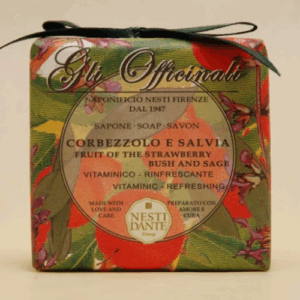 Gli Officinali
SAPONIFICIO NESTI FIRENZE
DAL 1947
SAPONE - SOAP - SAVON
CORBEZZOLO E SALVIA
FRUIT OF THE STRAWBERRY
BUSH AND SAGE
VITAMINICO - RINFRESCANTE
VITAMINIC - REFRESHING
MADE WITH
LOVE AND
CARE
NESTI
DANTE
Firenze
PREPARATO CON
AMORE E
CURA